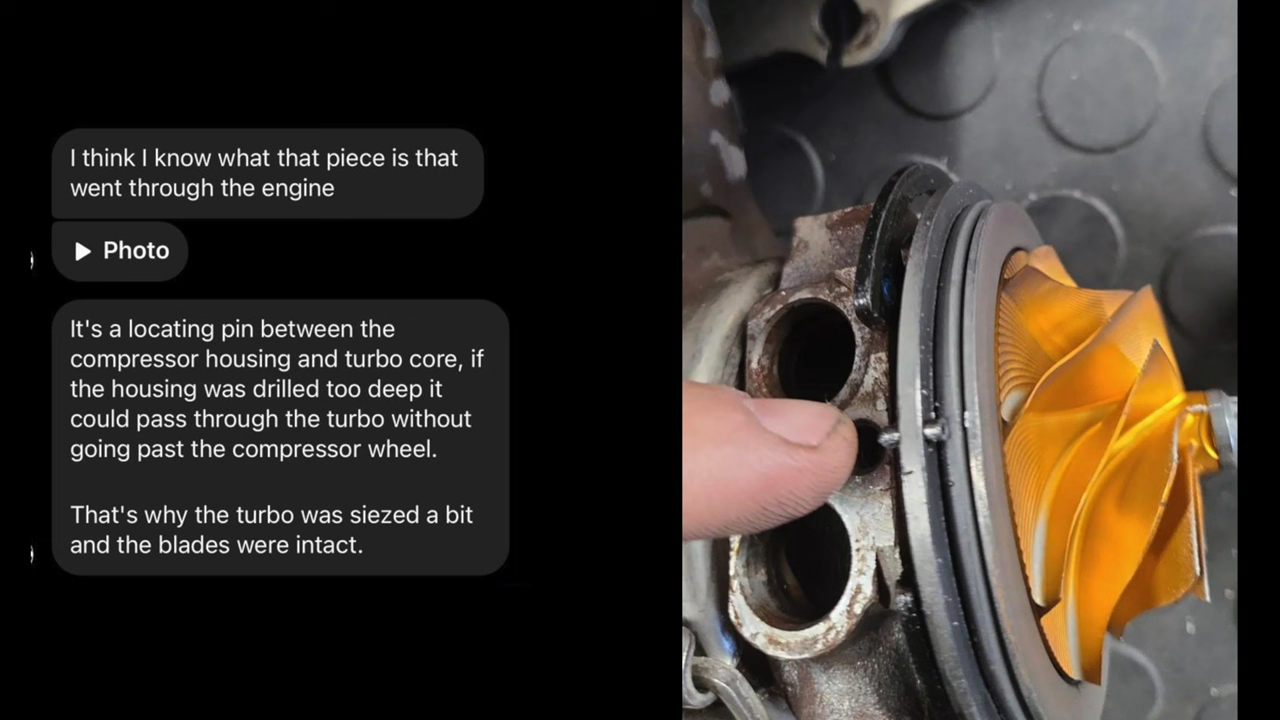 I think I know what that piece is that
went through the engine
Photo
It's a locating pin between the
compressor housing and turbo core, if
the housing was drilled too deep it
could pass through the turbo without
going past the compressor wheel.
That's why the turbo was siezed a bit
and the blades were intact.